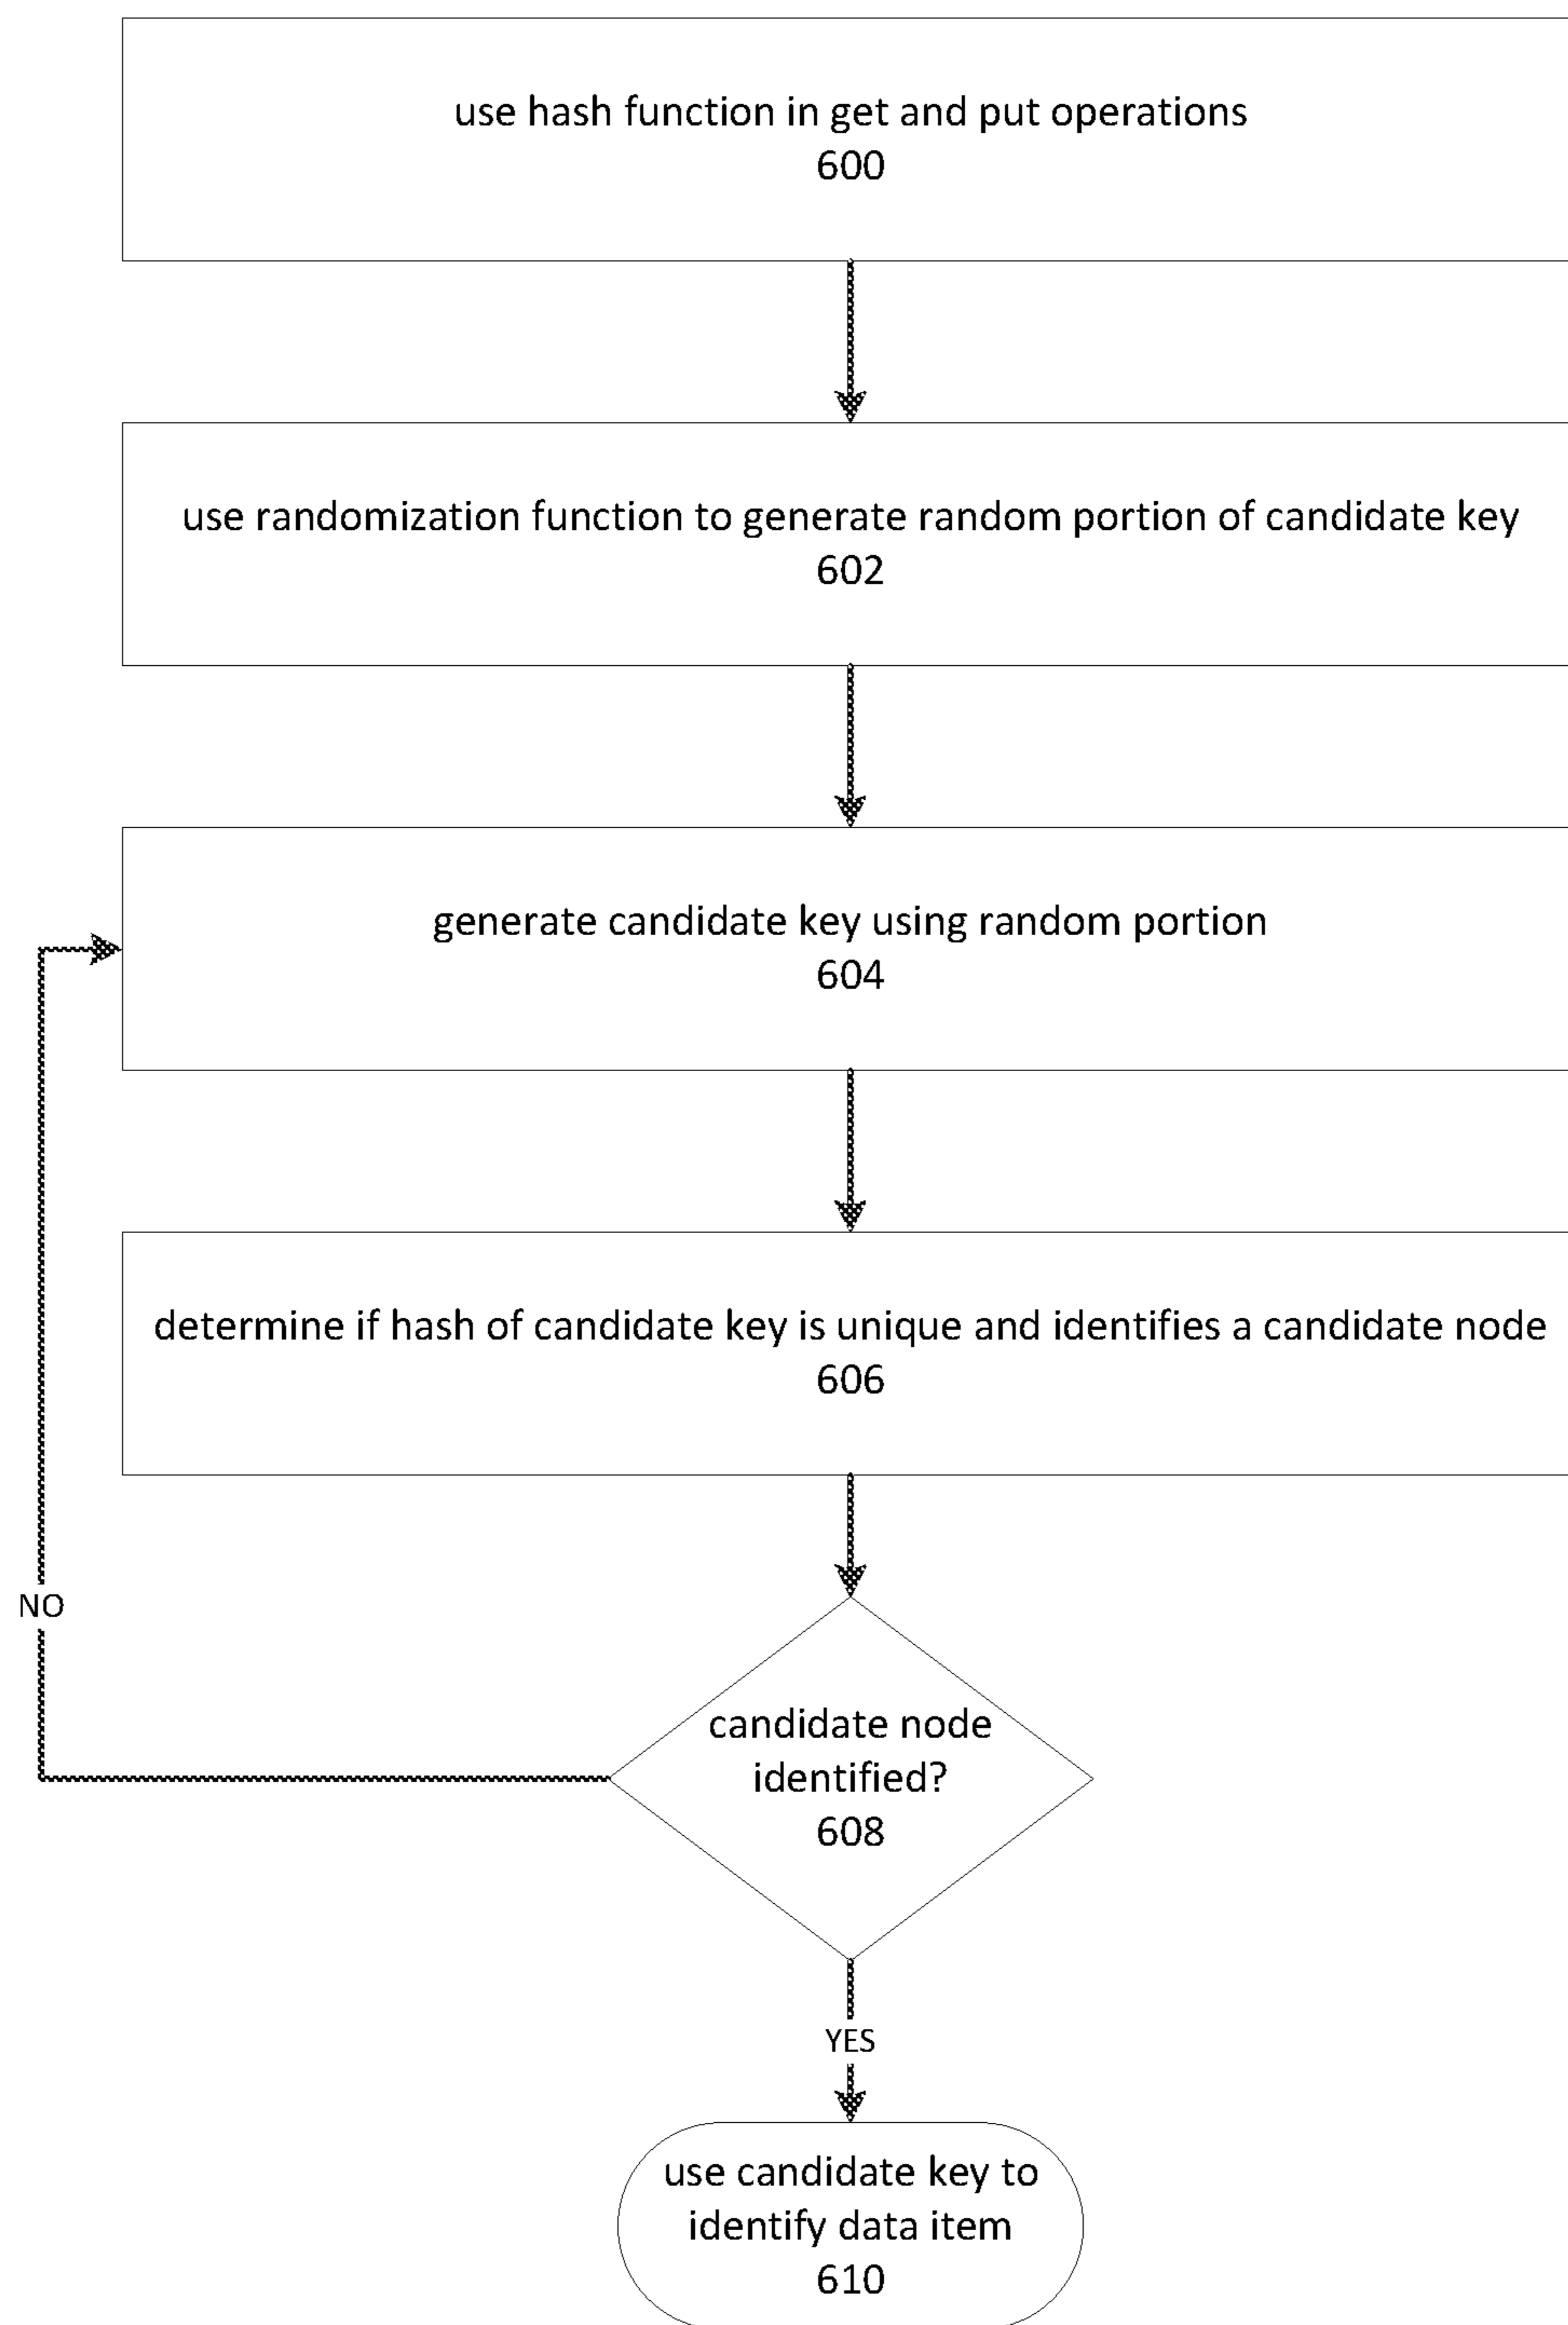 use hash function in get and put operations
600
use randomization function to generate random portion of candidate key
602
generate candidate key using random portion
604
determine if hash of candidate key is unique and identifies a candidate node
606
NO
candidate node
identified?
608
YES
use candidate key to
identify data item
610